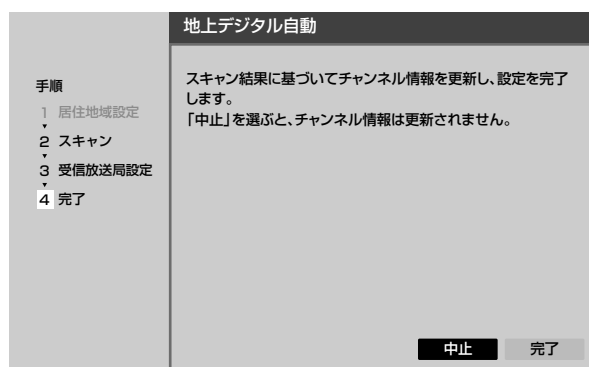 地上デジタル自動
手順
1 居住地域設定
2 スキャン
3 受信放送局設定
4 完了
スキャン結果に基づいてチャンネル情報を更新し、設定を完了
します。
「中止」を選ぶと、チャンネル情報は更新されません。
中止 完了